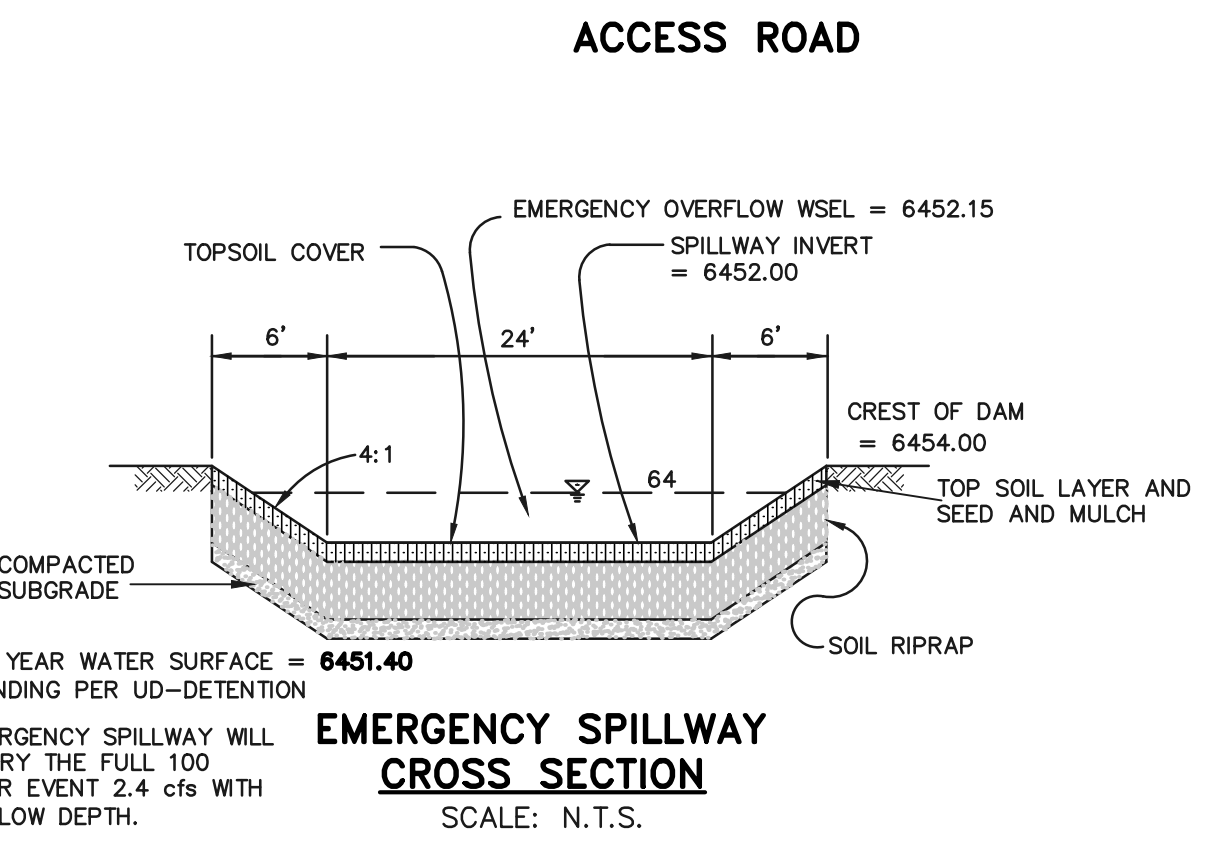 ACCESS ROAD
EMERGENCY OVERFLOW WSEL = 6452.15
TOPSOIL COVER
SPILLWAY INVERT
= 6452.00
6' 24' 6'
CREST OF DAM
= 6454.00
4:1
64
TOP SOIL LAYER AND
SEED AND MULCH
COMPACTED
SUBGRADE
SOIL RIPRAP
YEAR WATER SURFACE = 6451.40
NDING PER UD-DETENTION
RGENCY SPILLWAY WILL
RY THE FULL 100
R EVENT 2.4 cfs WITH
LOW DEPTH.
EMERGENCY SPILLWAY
CROSS SECTION
SCALE: N.T.S.